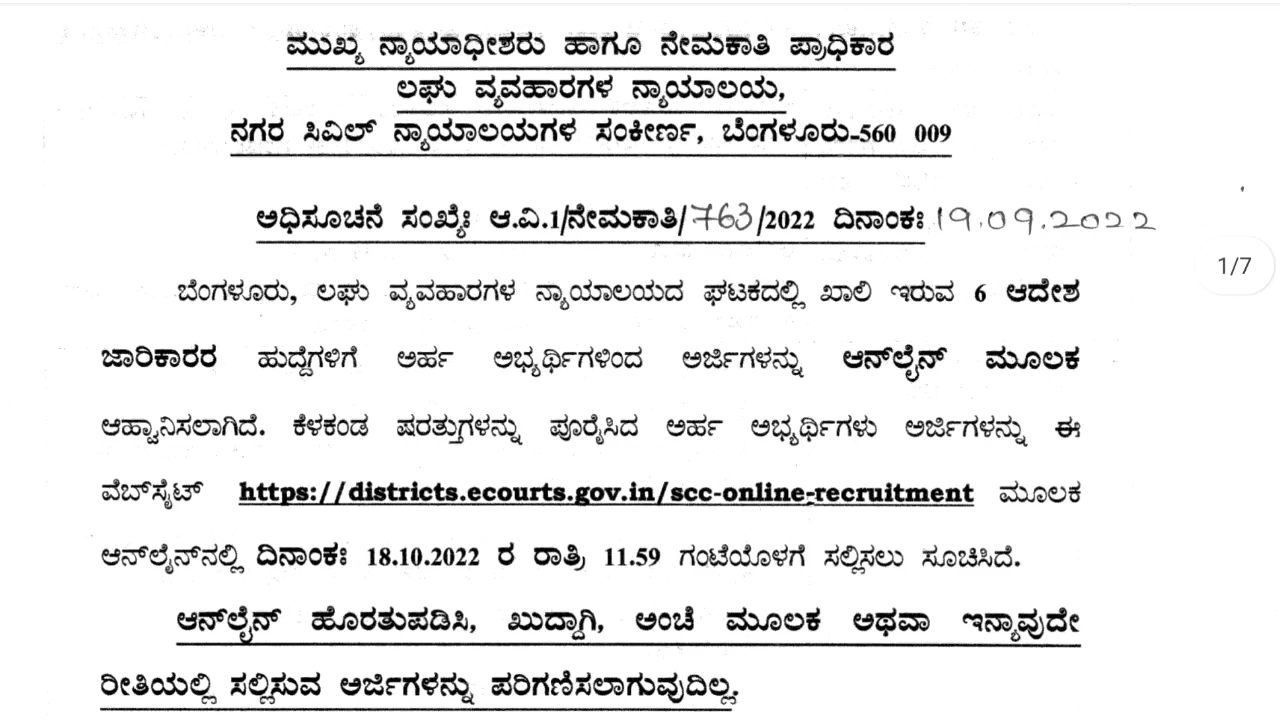 ಮುಖ್ಯ ನ್ಯಾಯಾಧೀಶರು ಹಾಗೂ ನೇಮಕಾತಿ ಪ್ರಾಧಿಕಾರ
ಲಘು ವ್ಯವಹಾರಗಳ ನ್ಯಾಯಾಲಯ,
ನಗರ ಸಿವಿಲ್ ನ್ಯಾಯಾಲಯಗಳ ಸಂಕೀರ್ಣ, ಬೆಂಗಳೂರು-560 009
ಅಧಿಸೂಚನೆ ಸಂಖ್ಯೆಃ ಆ.ವಿ.1/ನೇಮಕಾತಿ/763/2022 ದಿನಾಂಕಃ 19.09.2022
1/7
ಬೆಂಗಳೂರು, ಲಘು ವ್ಯವಹಾರಗಳ ನ್ಯಾಯಾಲಯದ ಘಟಕದಲ್ಲಿ ಖಾಲಿ ಇರುವ 6 ಆದೇಶ
ಜಾರಿಕಾರರ ಹುದ್ದೆಗಳಿಗೆ ಅರ್ಹ ಅಭ್ಯರ್ಥಿಗಳಿಂದ ಅರ್ಜಿಗಳನ್ನು ಆನ್‌ಲೈನ್ ಮೂಲಕ
ಆಹ್ವಾನಿಸಲಾಗಿದೆ. ಕೆಳಕಂಡ ಷರತ್ತುಗಳನ್ನು ಪೂರೈಸಿದ ಅರ್ಹ ಅಭ್ಯರ್ಥಿಗಳು ಅರ್ಜಿಗಳನ್ನು ಈ
ವೆಬ್‌ಸೈಟ್ https://districts.ecourts.gov.in/scc-online-recruitment ಮೂಲಕ
ಆನ್‌ಲೈನ್‌ನಲ್ಲಿ ದಿನಾಂಕಃ 18.10.2022 ರ ರಾತ್ರಿ 11.59 ಗಂಟೆಯೊಳಗೆ ಸಲ್ಲಿಸಲು ಸೂಚಿಸಿದೆ.
ಆನ್‌ಲೈನ್ ಹೊರತುಪಡಿಸಿ, ಖುದ್ದಾಗಿ, ಅಂಚೆ ಮೂಲಕ ಅಥವಾ ಇನ್ಯಾವುದೇ
ರೀತಿಯಲ್ಲಿ ಸಲ್ಲಿಸುವ ಅರ್ಜಿಗಳನ್ನು ಪರಿಗಣಿಸಲಾಗುವುದಿಲ್ಲ.